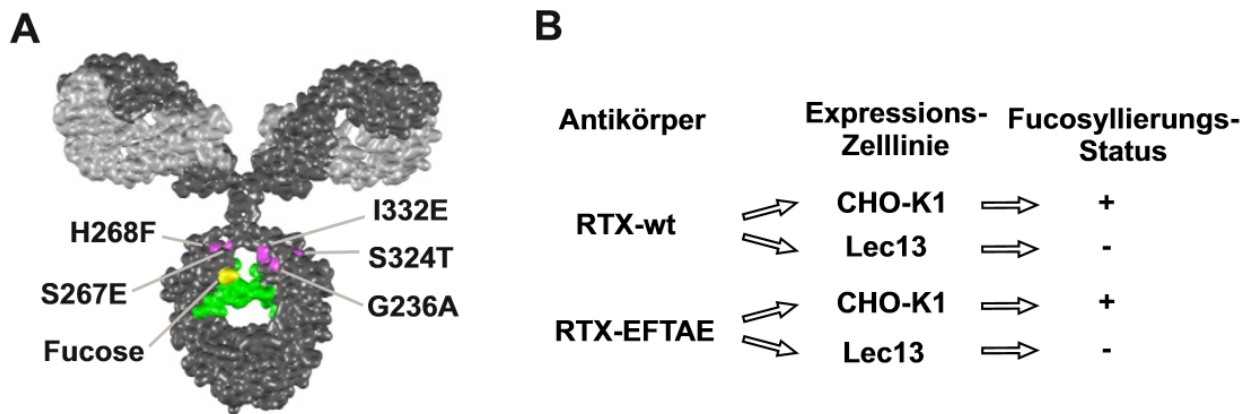 A
H268F
S267E
Fucose
I332E
S324T
G236A
B
Antikörper
Expressions-
Zelllinie
Fucosyllierungs-
Status
RTX-wt
CHO-K1
+
Lec13
-
RTX-EFTAE
CHO-K1
+
Lec13
-